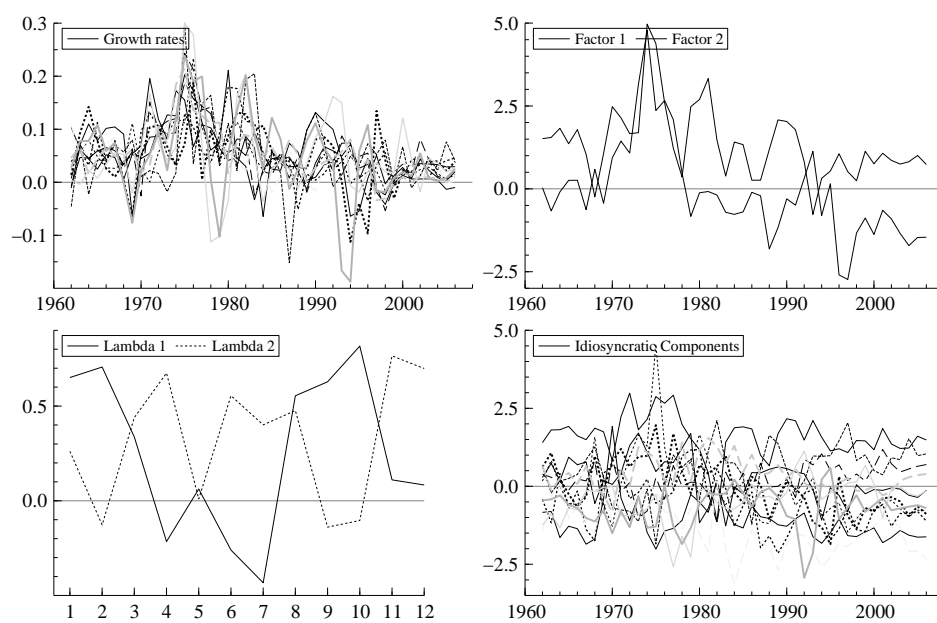 0.3
0.2
0.1
0.0
−0.1
Growth rates
1960 1970 1980 1990 2000
5.0
2.5
0.0
−2.5
Factor 1 Factor 2
1960 1970 1980 1990 2000
0.5
0.0
Lambda 1 Lambda 2
1 2 3 4 5 6 7 8 9 10 11 12
5.0
2.5
0.0
−2.5
Idiosyncratic Components
1960 1970 1980 1990 2000